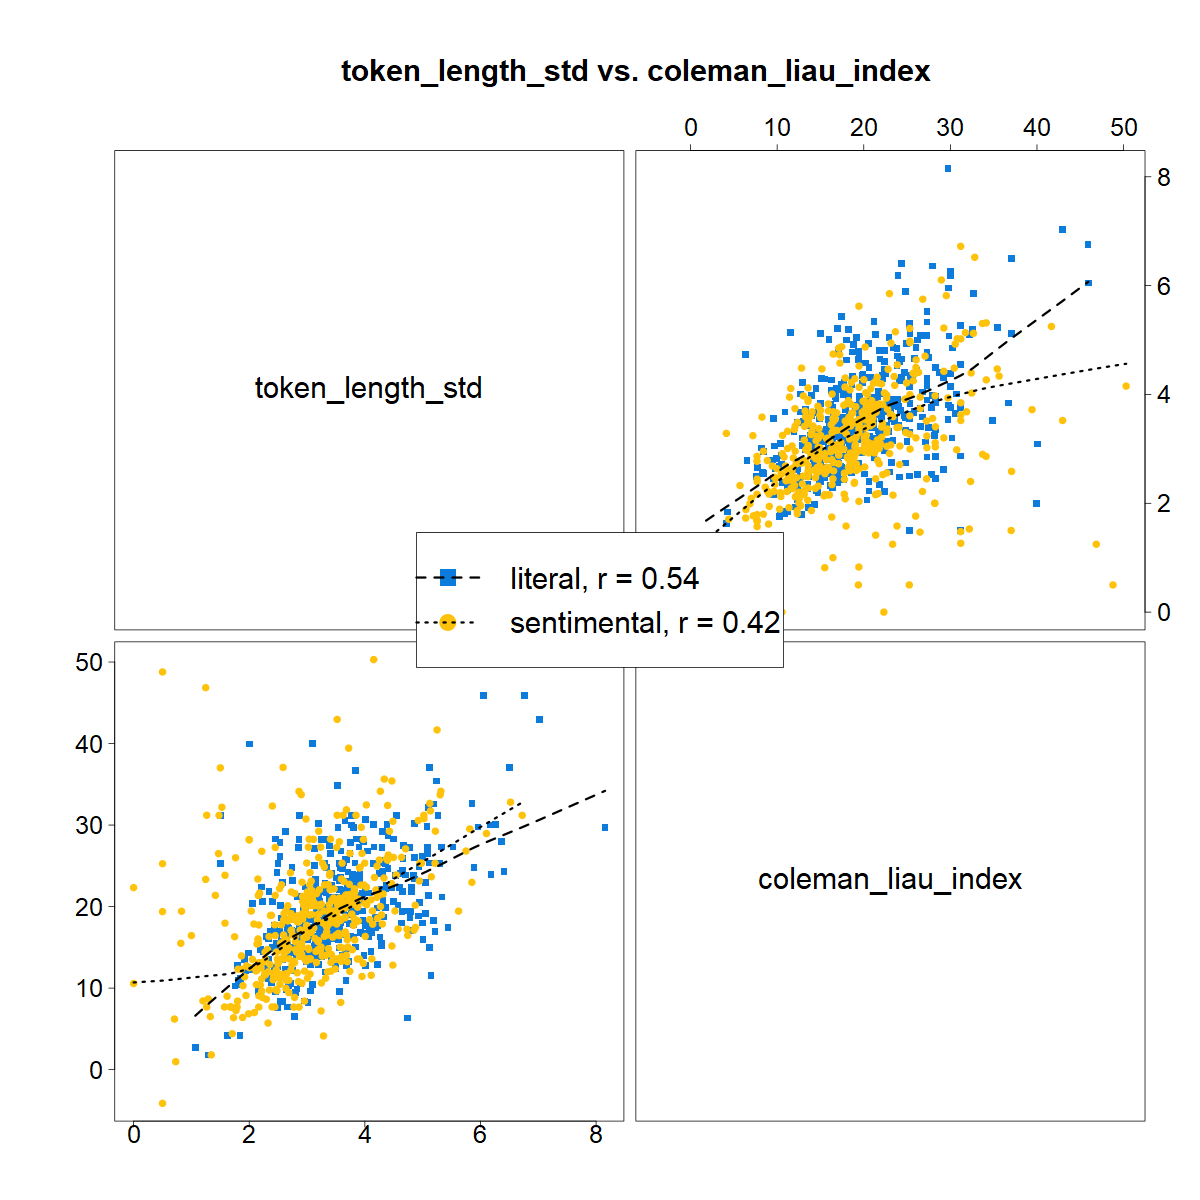 token_length_std vs. coleman_liau_index
0 10 20 30 40 50
token_length_std
8
6
4
2
0
literal, r = 0.54
sentimental, r = 0.42
50
40
30
20
10
0
coleman_liau_index
0 2 4 6 8